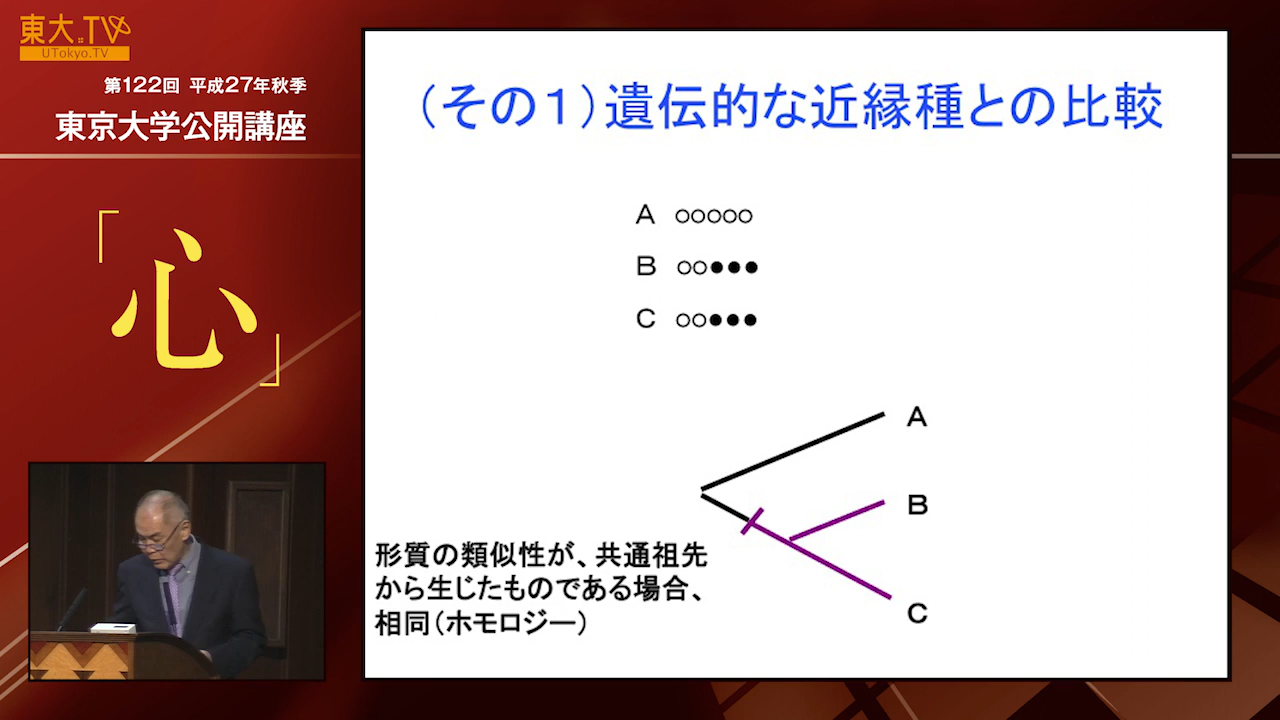 東大.TV
UTokyo.TV
第122回 平成27年秋季
東京大学公開講座
「心」
（その１）遺伝的な近縁種との比較
A ○○○○○
B ○○●●●
C ○○●●●
A
B
C
形質の類似性が、共通祖先
から生じたものである場合、
相同（ホモロジー）